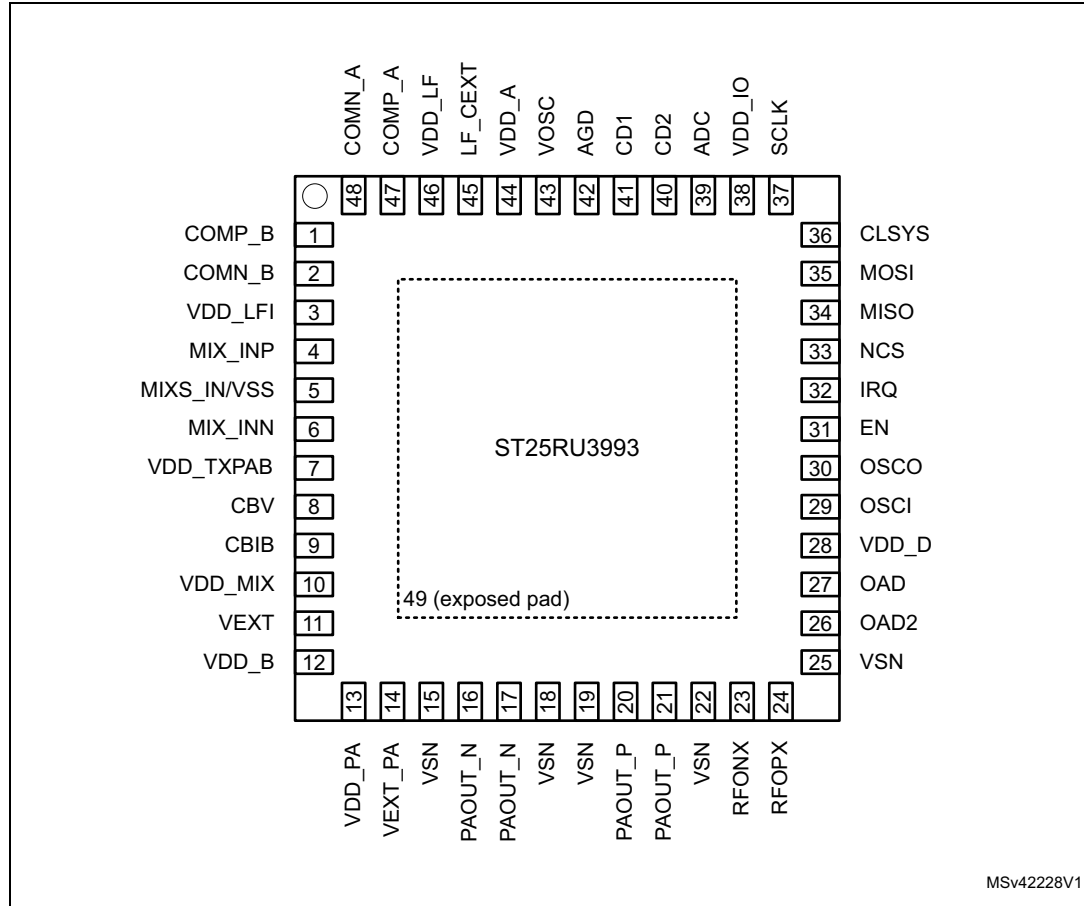 COMN_A
COMP_A
VDD_LF
LF_CEXT
VDD_A
VOSC
AGD
CD1
CD2
ADC
VDD_IO
SCLK
48
47
46
45
44
43
42
41
40
39
38
37
COMP_B 1
COMN_B 2
VDD_LFI 3
MIX_INP 4
MIXS_IN/VSS 5
MIX_INN 6
VDD_TXPAB 7
CBV 8
CBIB 9
VDD_MIX 10
VEXT 11
VDD_B 12
ST25RU3993
49 (exposed pad)
36 CLSYS
35 MOSI
34 MISO
33 NCS
32 IRQ
31 EN
30 OSCO
29 OSCI
28 VDD_D
27 OAD
26 OAD2
25 VSN
13
14
15
16
17
18
19
20
21
22
23
24
VDD_PA
VEXT_PA
VSN
PAOUT_N
PAOUT_N
VSN
VSN
PAOUT_P
PAOUT_P
VSN
RFONX
RFOPX
MSv42228V1